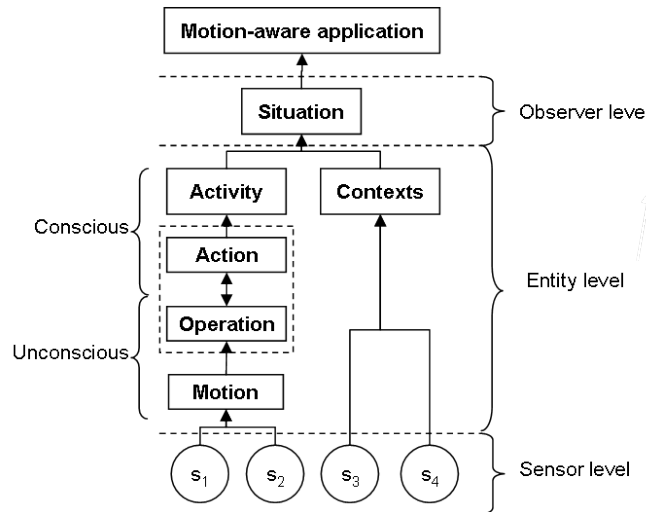 Motion-aware application
Situation
Observer leve
Activity
Contexts
Conscious
Action
Entity level
Operation
Unconscious
Motion
s1
s2
s3
s4
Sensor level